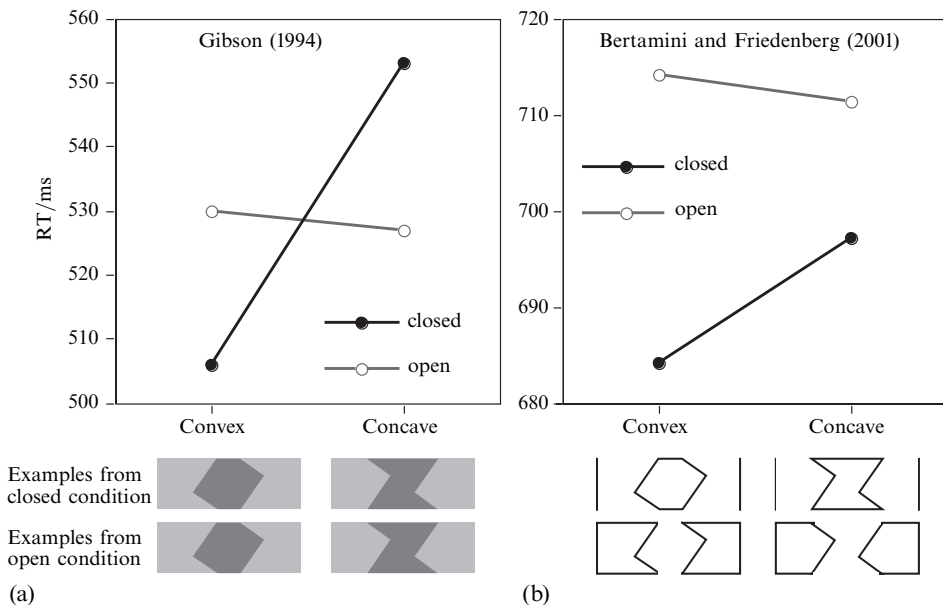 560
550
540
530
520
510
500
RT/ms
Gibson (1994)
closed
open
Convex
Concave
720
710
700
690
680
Bertamini and Friedenberg (2001)
closed
open
Convex
Concave
Examples from
closed condition
Examples from
open condition
(a)
(b)